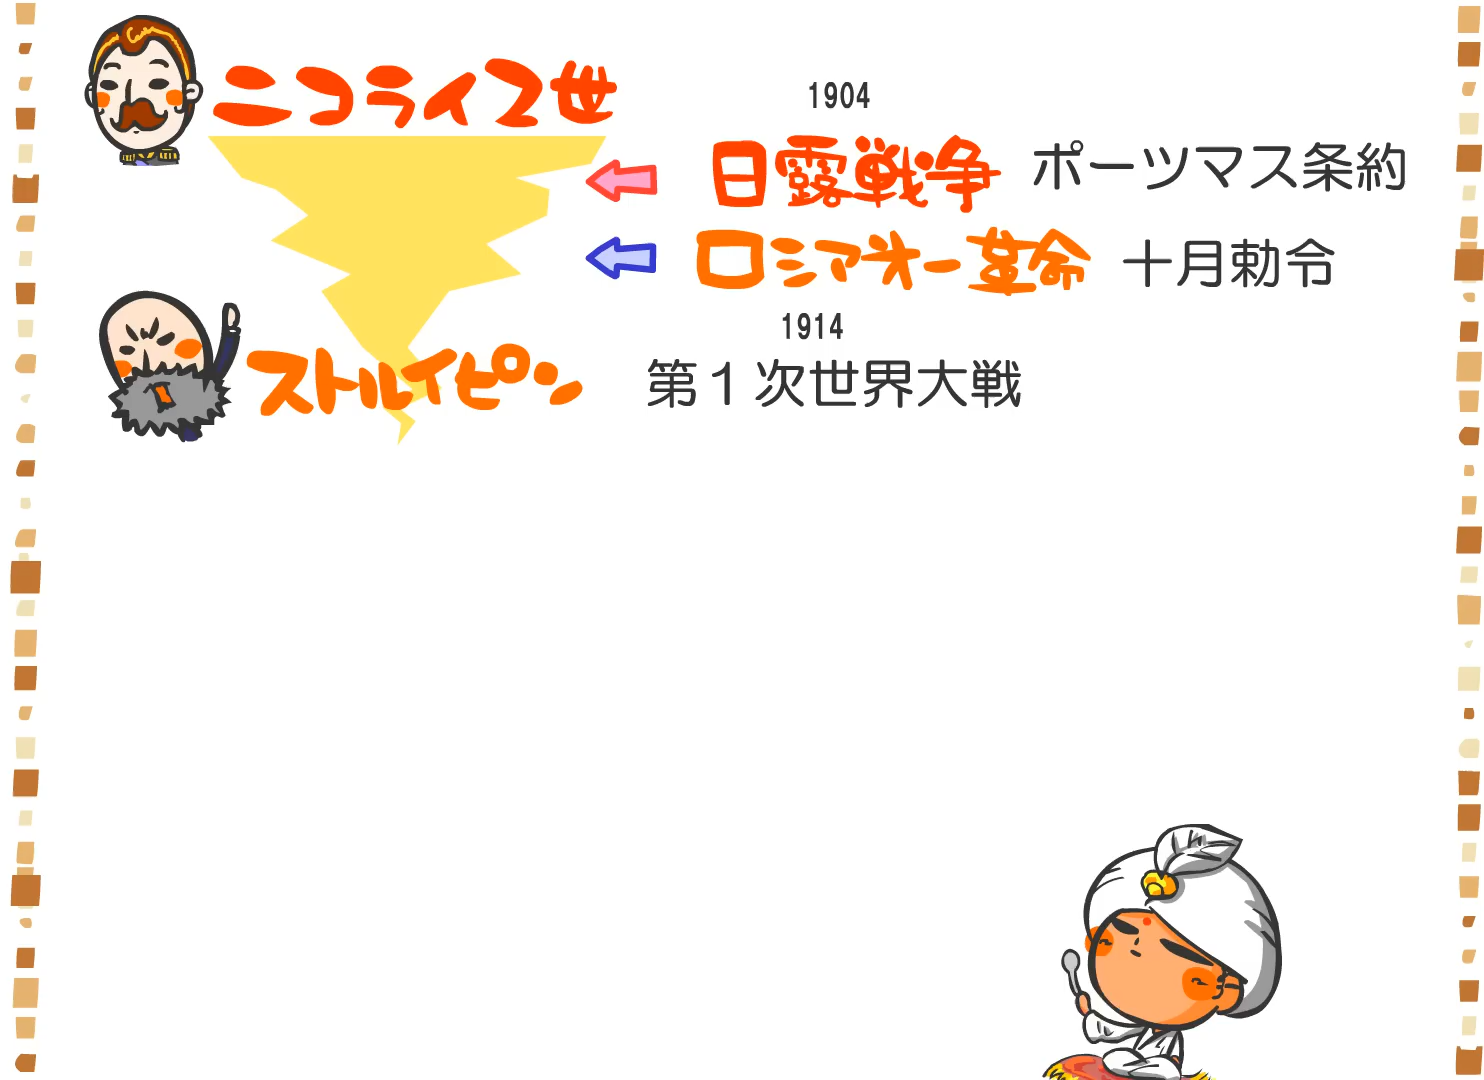 ニコライ2世
1904
日露戦争 ポーツマス条約
ロシア第一革命 十月勅令
1914
ストルイピン 第1次世界大戦